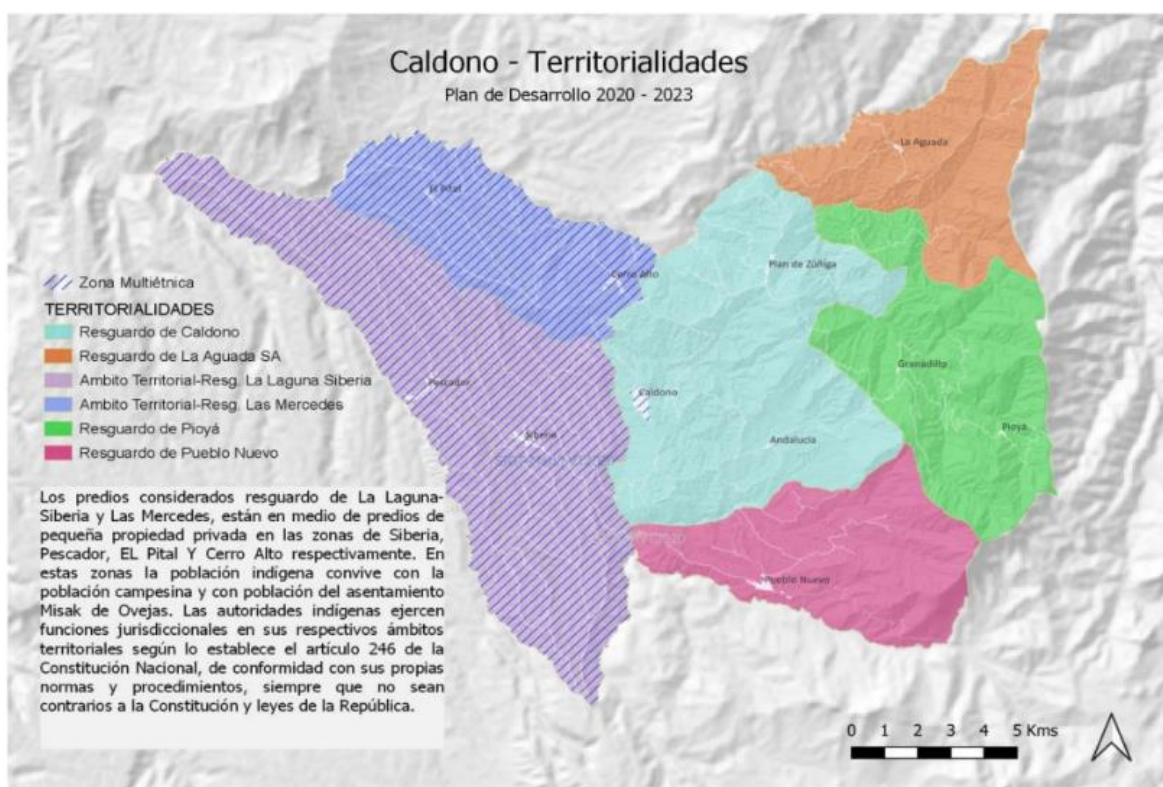 Caldono - Territorialidades
Plan de Desarrollo 2020 - 2023
La Aguada
El Pital
Cerro Alto
Plan de Zúñiga
Zona Multiétnica
TERRITORIALIDADES
Resguardo de Caldono
Resguardo de La Aguada SA
Ambito Territorial-Resg. La Laguna Siberia
Ambito Territorial-Resg. Las Mercedes
Resguardo de Pioyá
Resguardo de Pueblo Nuevo
Granadillo
Pescador
Caldono
Pioyá
Siberia
Andalucia
Pueblo Nuevo
Los predios considerados resguardo de La Laguna-
Siberia y Las Mercedes, están en medio de predios de
pequeña propiedad privada en las zonas de Siberia,
Pescador, EL Pital Y Cerro Alto respectivamente. En
estas zonas la población indígena convive con la
población campesina y con población del asentamiento
Misak de Ovejas. Las autoridades indígenas ejercen
funciones jurisdiccionales en sus respectivos ámbitos
territoriales según lo establece el artículo 246 de la
Constitución Nacional, de conformidad con sus propias
normas y procedimientos, siempre que no sean
contrarios a la Constitución y leyes de la República.
0 1 2 3 4 5 Kms